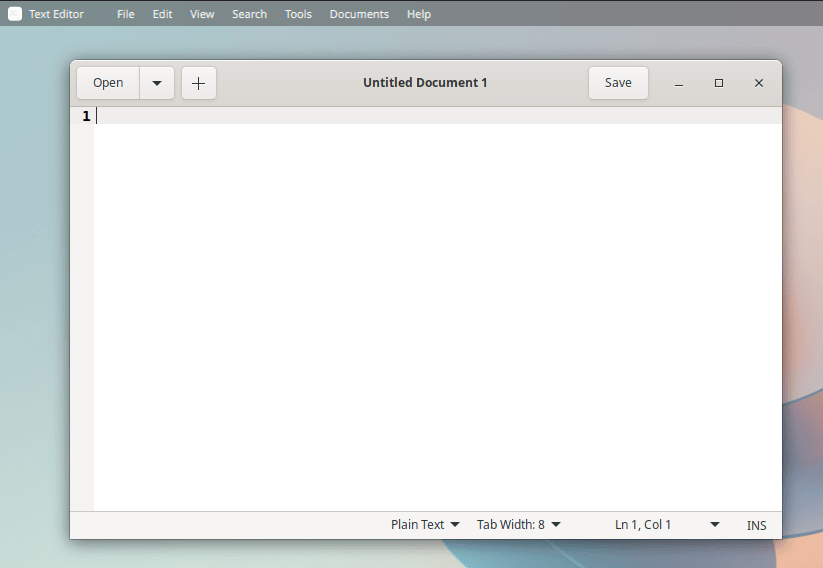 Text Editor File Edit View Search Tools Documents Help
Open Untitled Document 1 Save
1
Plain Text Tab Width: 8 Ln 1, Col 1 INS